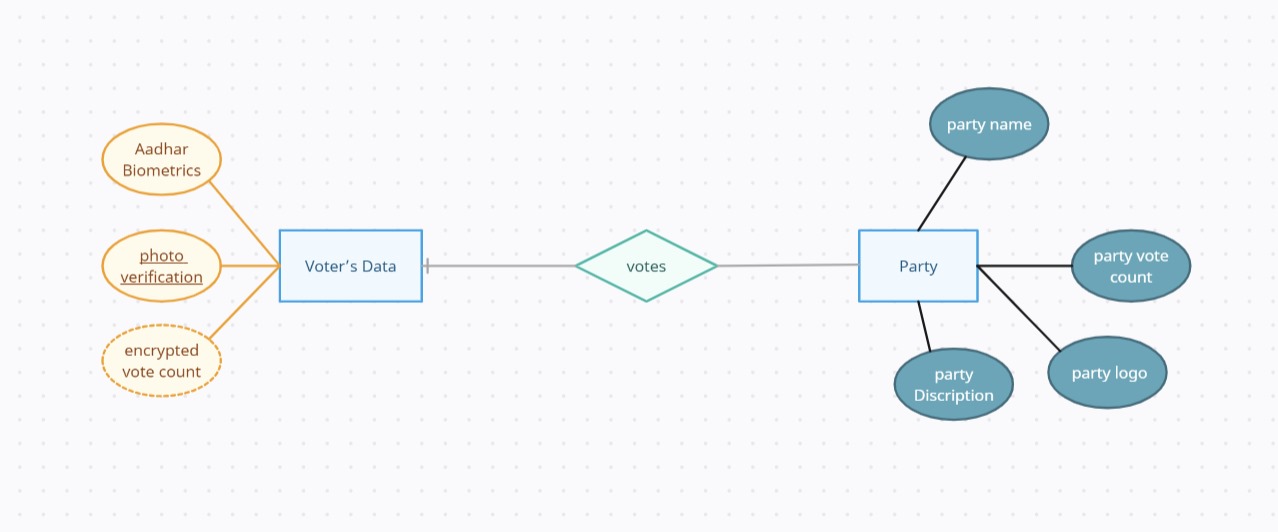 party name
Aadhar
Biometrics
photo
verification
Voter's Data
votes
Party
party vote
count
encrypted
vote count
party
Discription
party logo